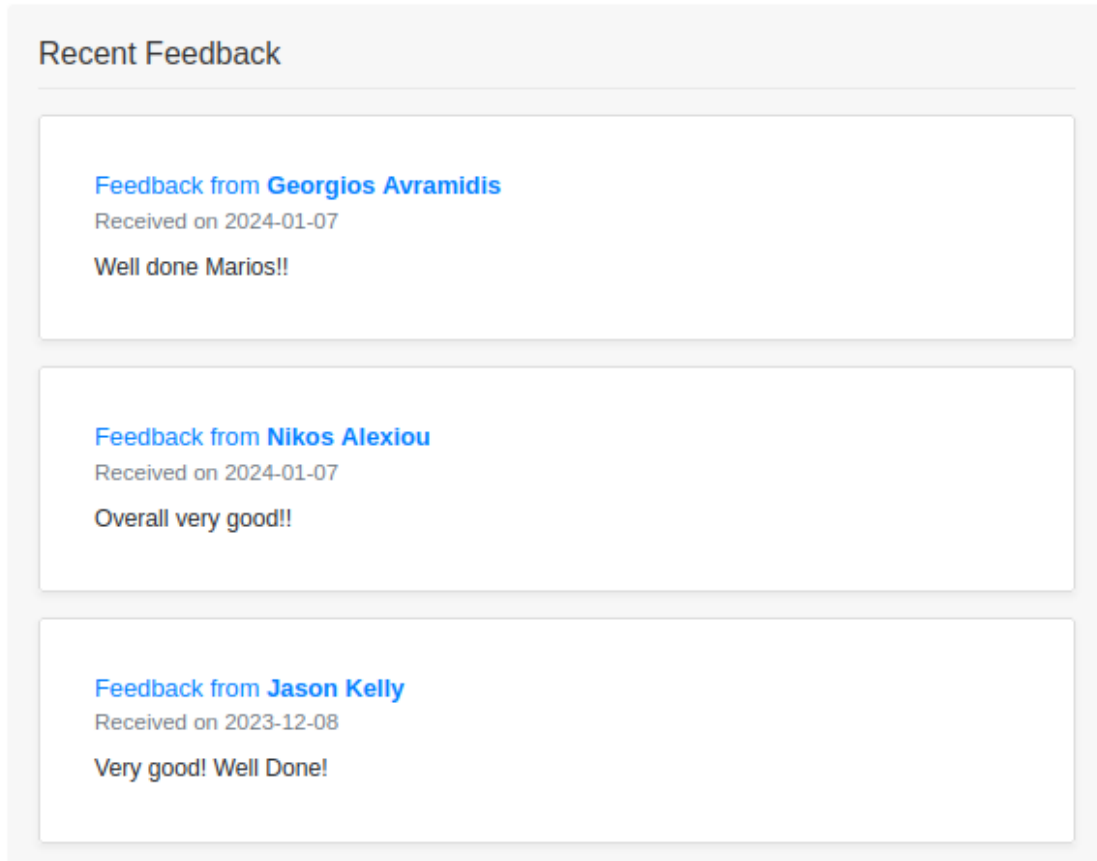 Recent Feedback
Feedback from Georgios Avramidis
Received on 2024-01-07
Well done Marios!!
Feedback from Nikos Alexiou
Received on 2024-01-07
Overall very good!!
Feedback from Jason Kelly
Received on 2023-12-08
Very good! Well Done!